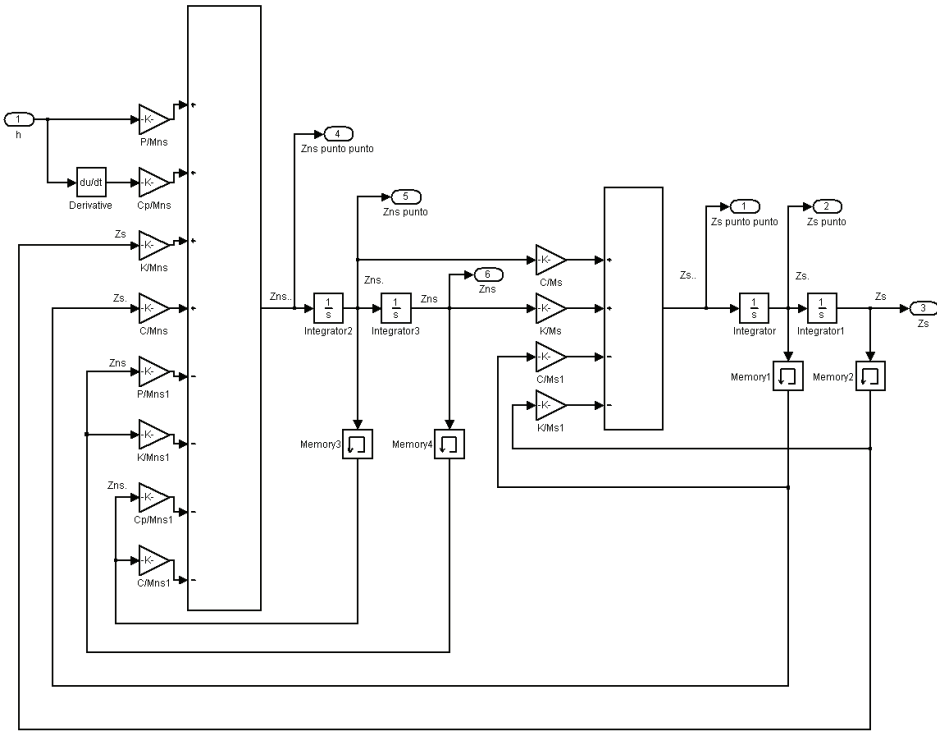 1
h
-K-
P/Mns
du/dt
Derivative
-K-
Cp/Mns
Zs
-K-
K/Mns
Zs.
-K-
C/Mns
Zns
-K-
P/Mns1
-K-
K/Mns1
Zns.
-K-
Cp/Mns1
-K-
C/Mns1
+
+
+
+
-
-
-
-
Zns..
4
Zns punto punto
1
s
Integrator2
5
Zns punto
Zns.
1
s
Integrator3
Zns
6
Zns
Memory3
Memory4
-K-
C/Ms
-K-
K/Ms
-K-
C/Ms1
-K-
K/Ms1
+
+
-
-
Zs..
1
Zs punto punto
1
s
Integrator
2
Zs punto
Zs.
1
s
Integrator1
Zs
3
Zs
Memory1
Memory2